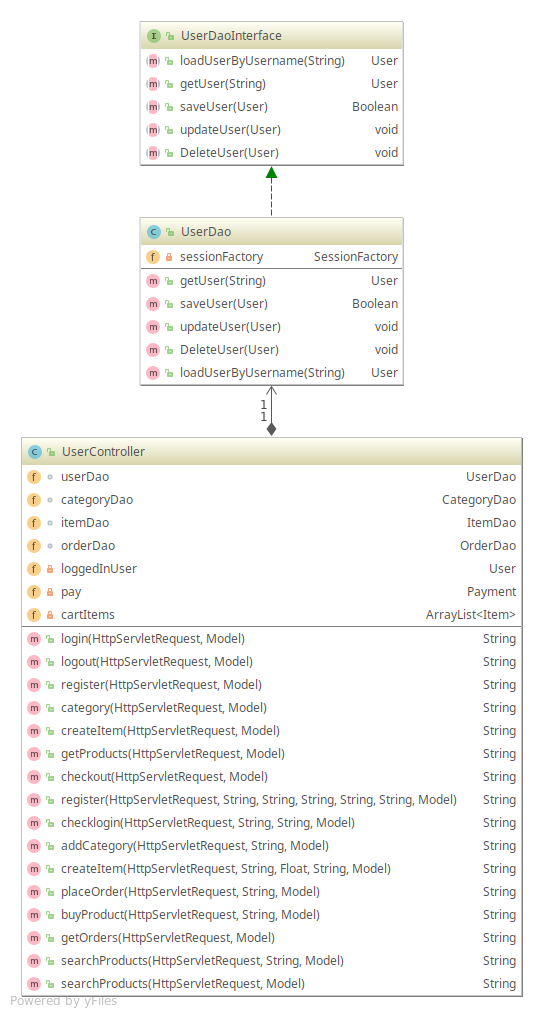 I UserDaoInterface
m loadUserByUsername(String) User
m getUser(String) User
m saveUser(User) Boolean
m updateUser(User) void
m DeleteUser(User) void
C UserDao
f sessionFactory SessionFactory
m getUser(String) User
m saveUser(User) Boolean
m updateUser(User) void
m DeleteUser(User) void
m loadUserByUsername(String) User
1
1
C UserController
f userDao UserDao
f categoryDao CategoryDao
f itemDao ItemDao
f orderDao OrderDao
f loggedInUser User
f pay Payment
f cartItems ArrayList<Item>
m login(HttpServletRequest, Model) String
m logout(HttpServletRequest, Model) String
m register(HttpServletRequest, Model) String
m category(HttpServletRequest, Model) String
m createItem(HttpServletRequest, Model) String
m getProducts(HttpServletRequest, Model) String
m checkout(HttpServletRequest, Model) String
m register(HttpServletRequest, String, String, String, String, String, Model) String
m checklogin(HttpServletRequest, String, String, Model) String
m addCategory(HttpServletRequest, String, Model) String
m createItem(HttpServletRequest, String, Float, String, Model) String
m placeOrder(HttpServletRequest, String, Model) String
m buyProduct(HttpServletRequest, String, Model) String
m getOrders(HttpServletRequest, Model) String
m searchProducts(HttpServletRequest, String, Model) String
m searchProducts(HttpServletRequest, Model) String
Powered by yFiles